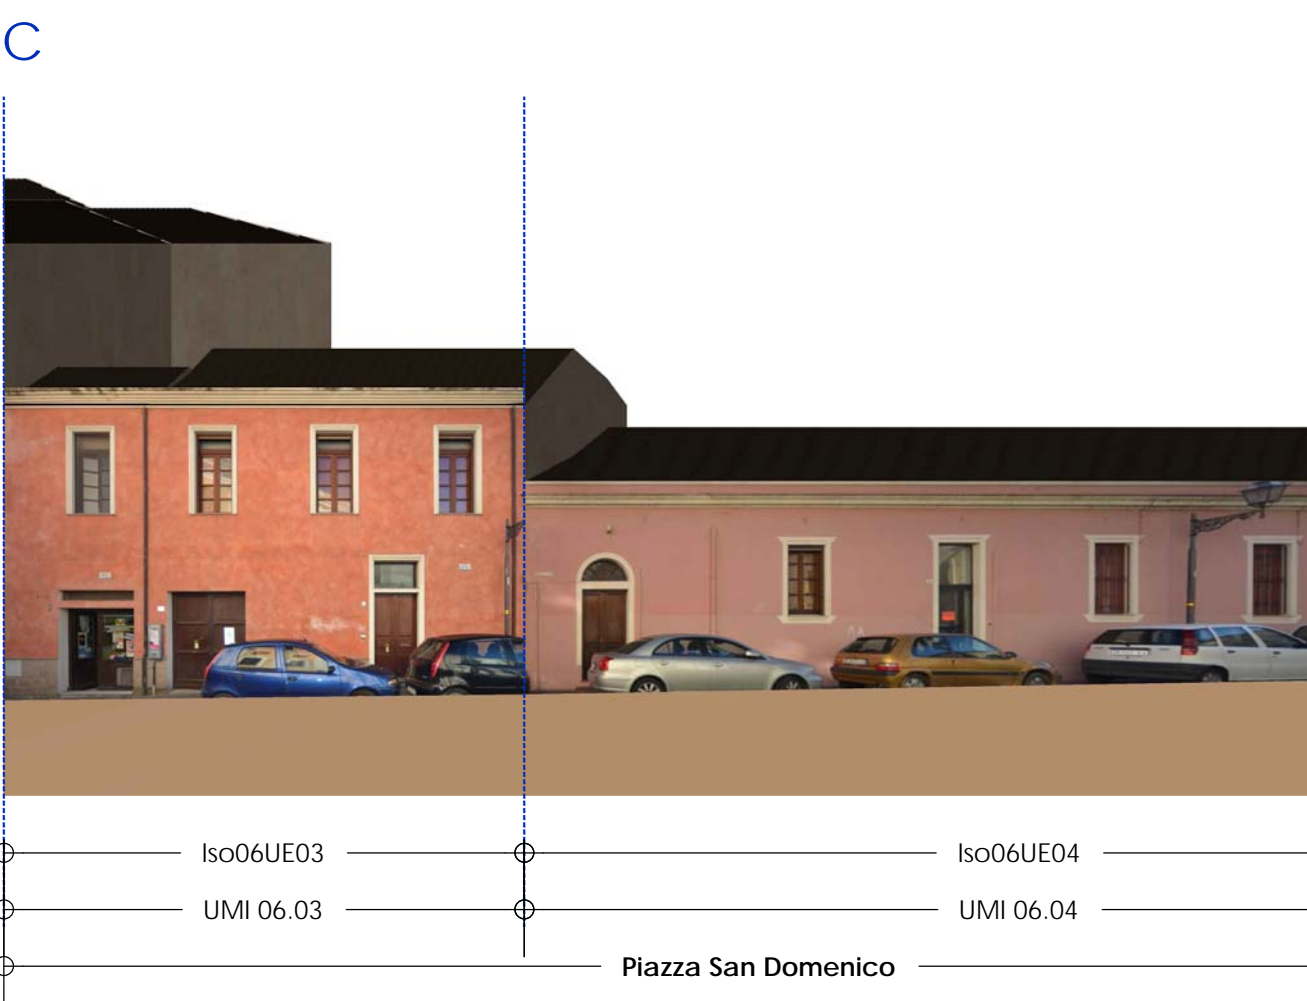 C
Iso06UE03
Iso06UE04
UMI 06.03
UMI 06.04
Piazza San Domenico